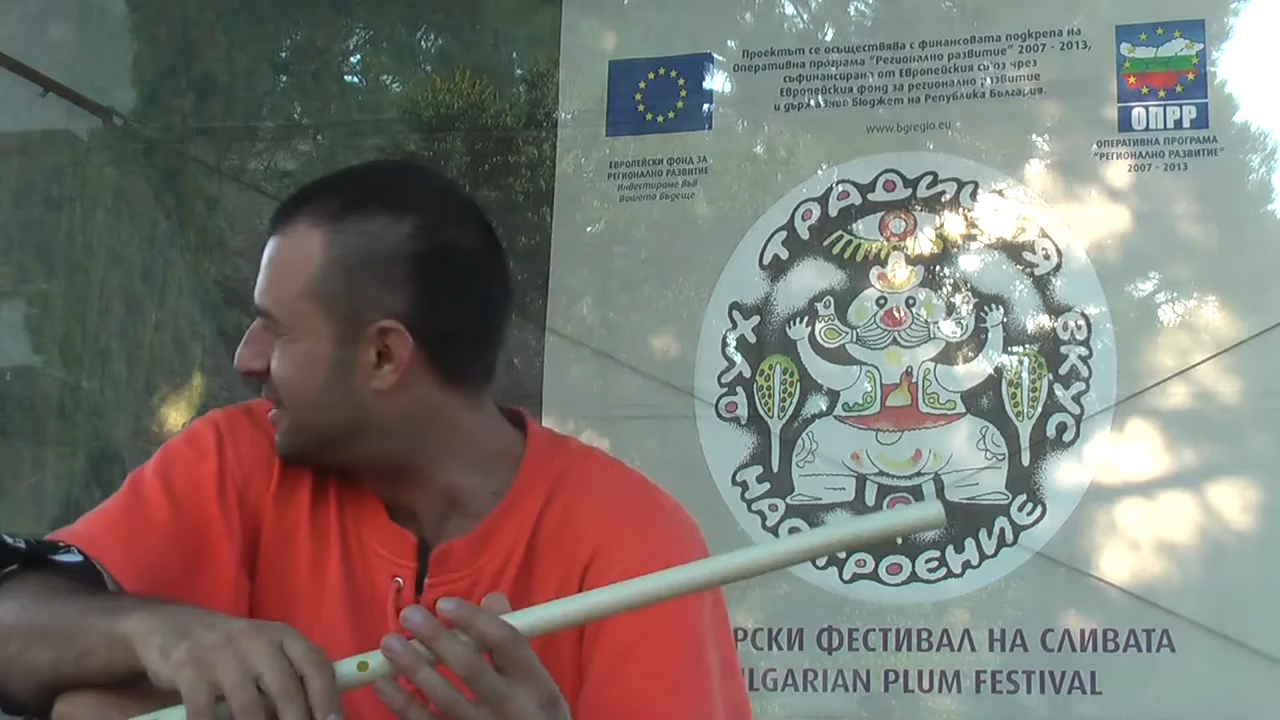 Проектът се осъществява с финансовата подкрепа на
Оперативна програма "Регионално развитие" 2007 - 2013,
съфинансирана от Европейския съюз чрез
Европейския фонд за регионално развитие
и държавния бюджет на Република България.
www.bgregio.eu
ЕВРОПЕЙСКИ ФОНД ЗА
РЕГИОНАЛНО РАЗВИТИЕ
Инвестираме във
Вашето бъдеще
ОПРР
ОПЕРАТИВНА ПРОГРАМА
"РЕГИОНАЛНО РАЗВИТИЕ"
2007 - 2013
ВКУС
РСКИ ФЕСТИВАЛ НА СЛИВАТА
LGARIAN PLUM FESTIVAL